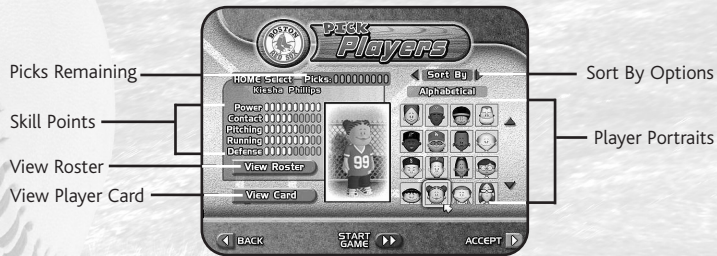 BOSTON
RED SOX
PICK
Players
Picks Remaining
HOME Select - Picks:
Kiesha Phillips
Sort By
Alphabetical
Sort By Options
Skill Points
Power
Contact
Pitching
Running
Defense
99
Player Portraits
View Roster
View Roster
View Player Card
View Card
BACK
START
GAME
ACCEPT